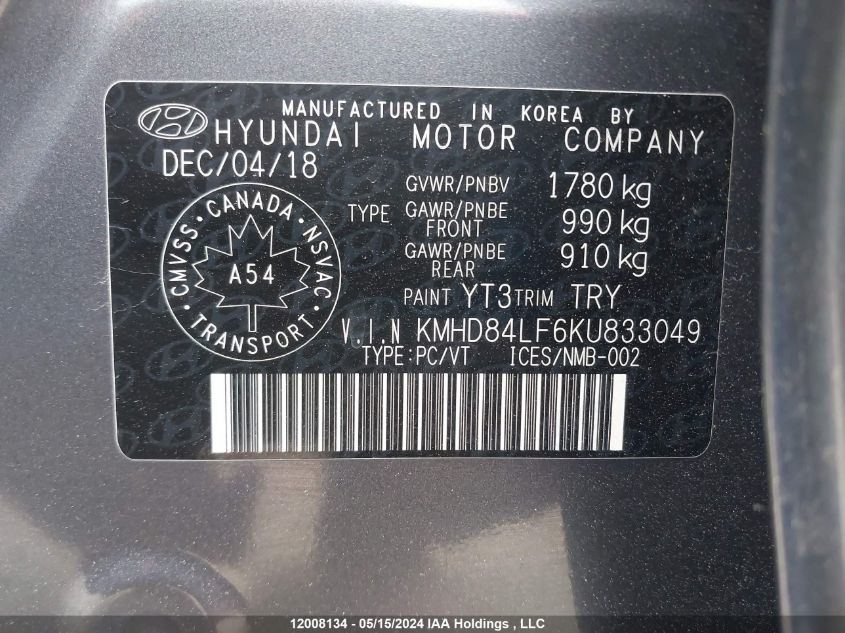 MANUFACTURED IN KOREA BY
HYUNDAI MOTOR COMPANY
DEC/04/18
GVWR/PNBV 1780 kg
TYPE GAWR/PNBE FRONT 990 kg
GAWR/PNBE REAR 910 kg
PAINT YT3 TRIM TRY
CMVSS · CANADA · NSVAC · TRANSPORT ·
A54
V.I.N KMHD84LF6KU833049
TYPE:PC/VT ICES/NMB-002
12008134 - 05/15/2024 IAA Holdings , LLC